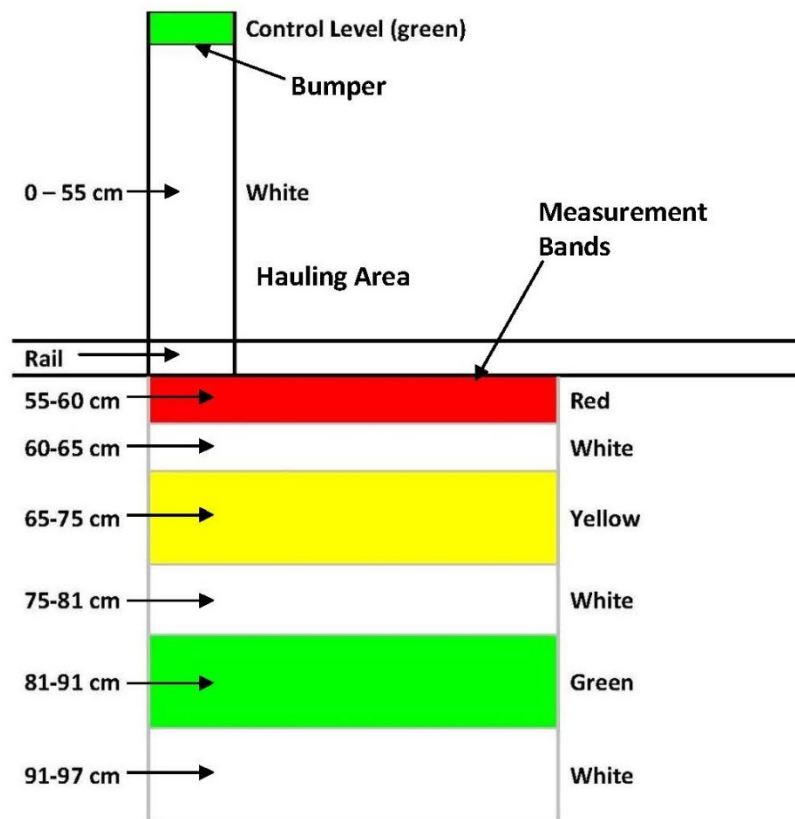 Control Level (green)
Bumper
0 – 55 cm
White
Measurement
Bands
Hauling Area
Rail
55-60 cm
Red
60-65 cm
White
65-75 cm
Yellow
75-81 cm
White
81-91 cm
Green
91-97 cm
White